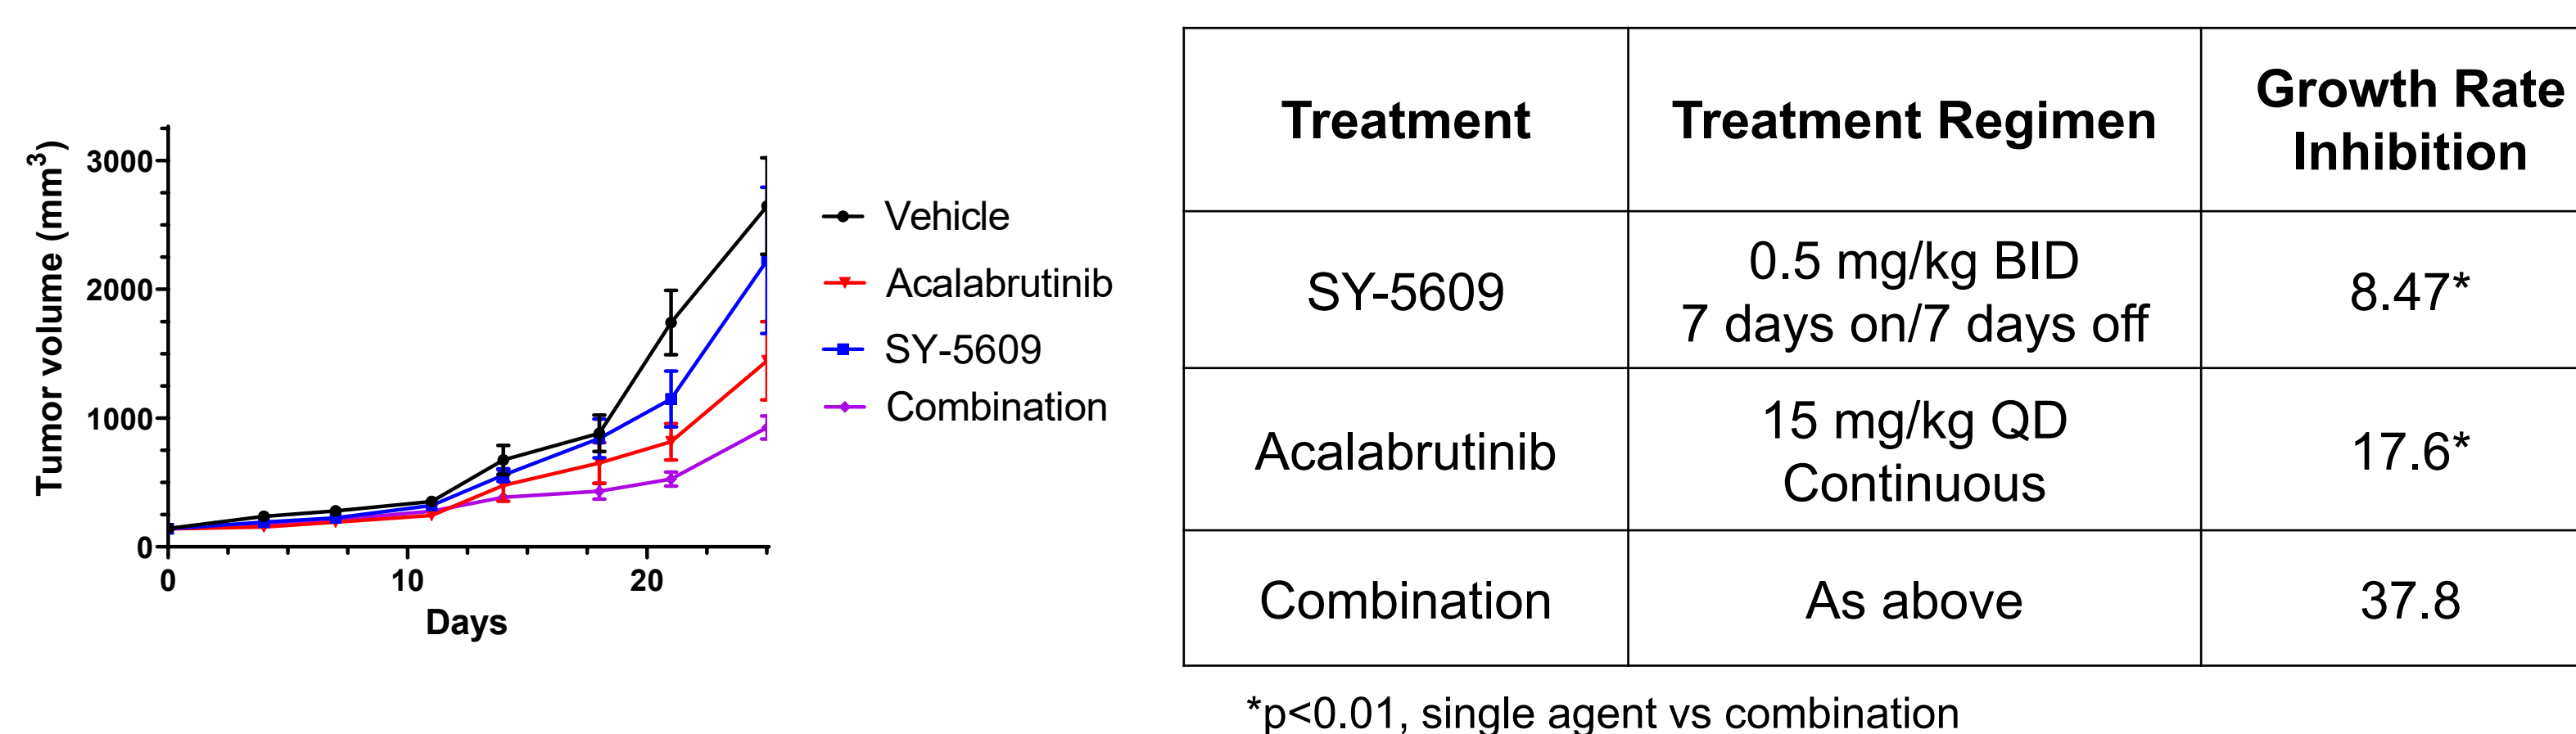 Tumor volume (mm³)
3000
2000
1000
0
0
10
20
Days
Vehicle
Acalabrutinib
SY-5609
Combination
Treatment
Treatment Regimen
Growth Rate
Inhibition
SY-5609
0.5 mg/kg BID
7 days on/7 days off
8.47*
Acalabrutinib
15 mg/kg QD
Continuous
17.6*
Combination
As above
37.8
*p<0.01, single agent vs combination